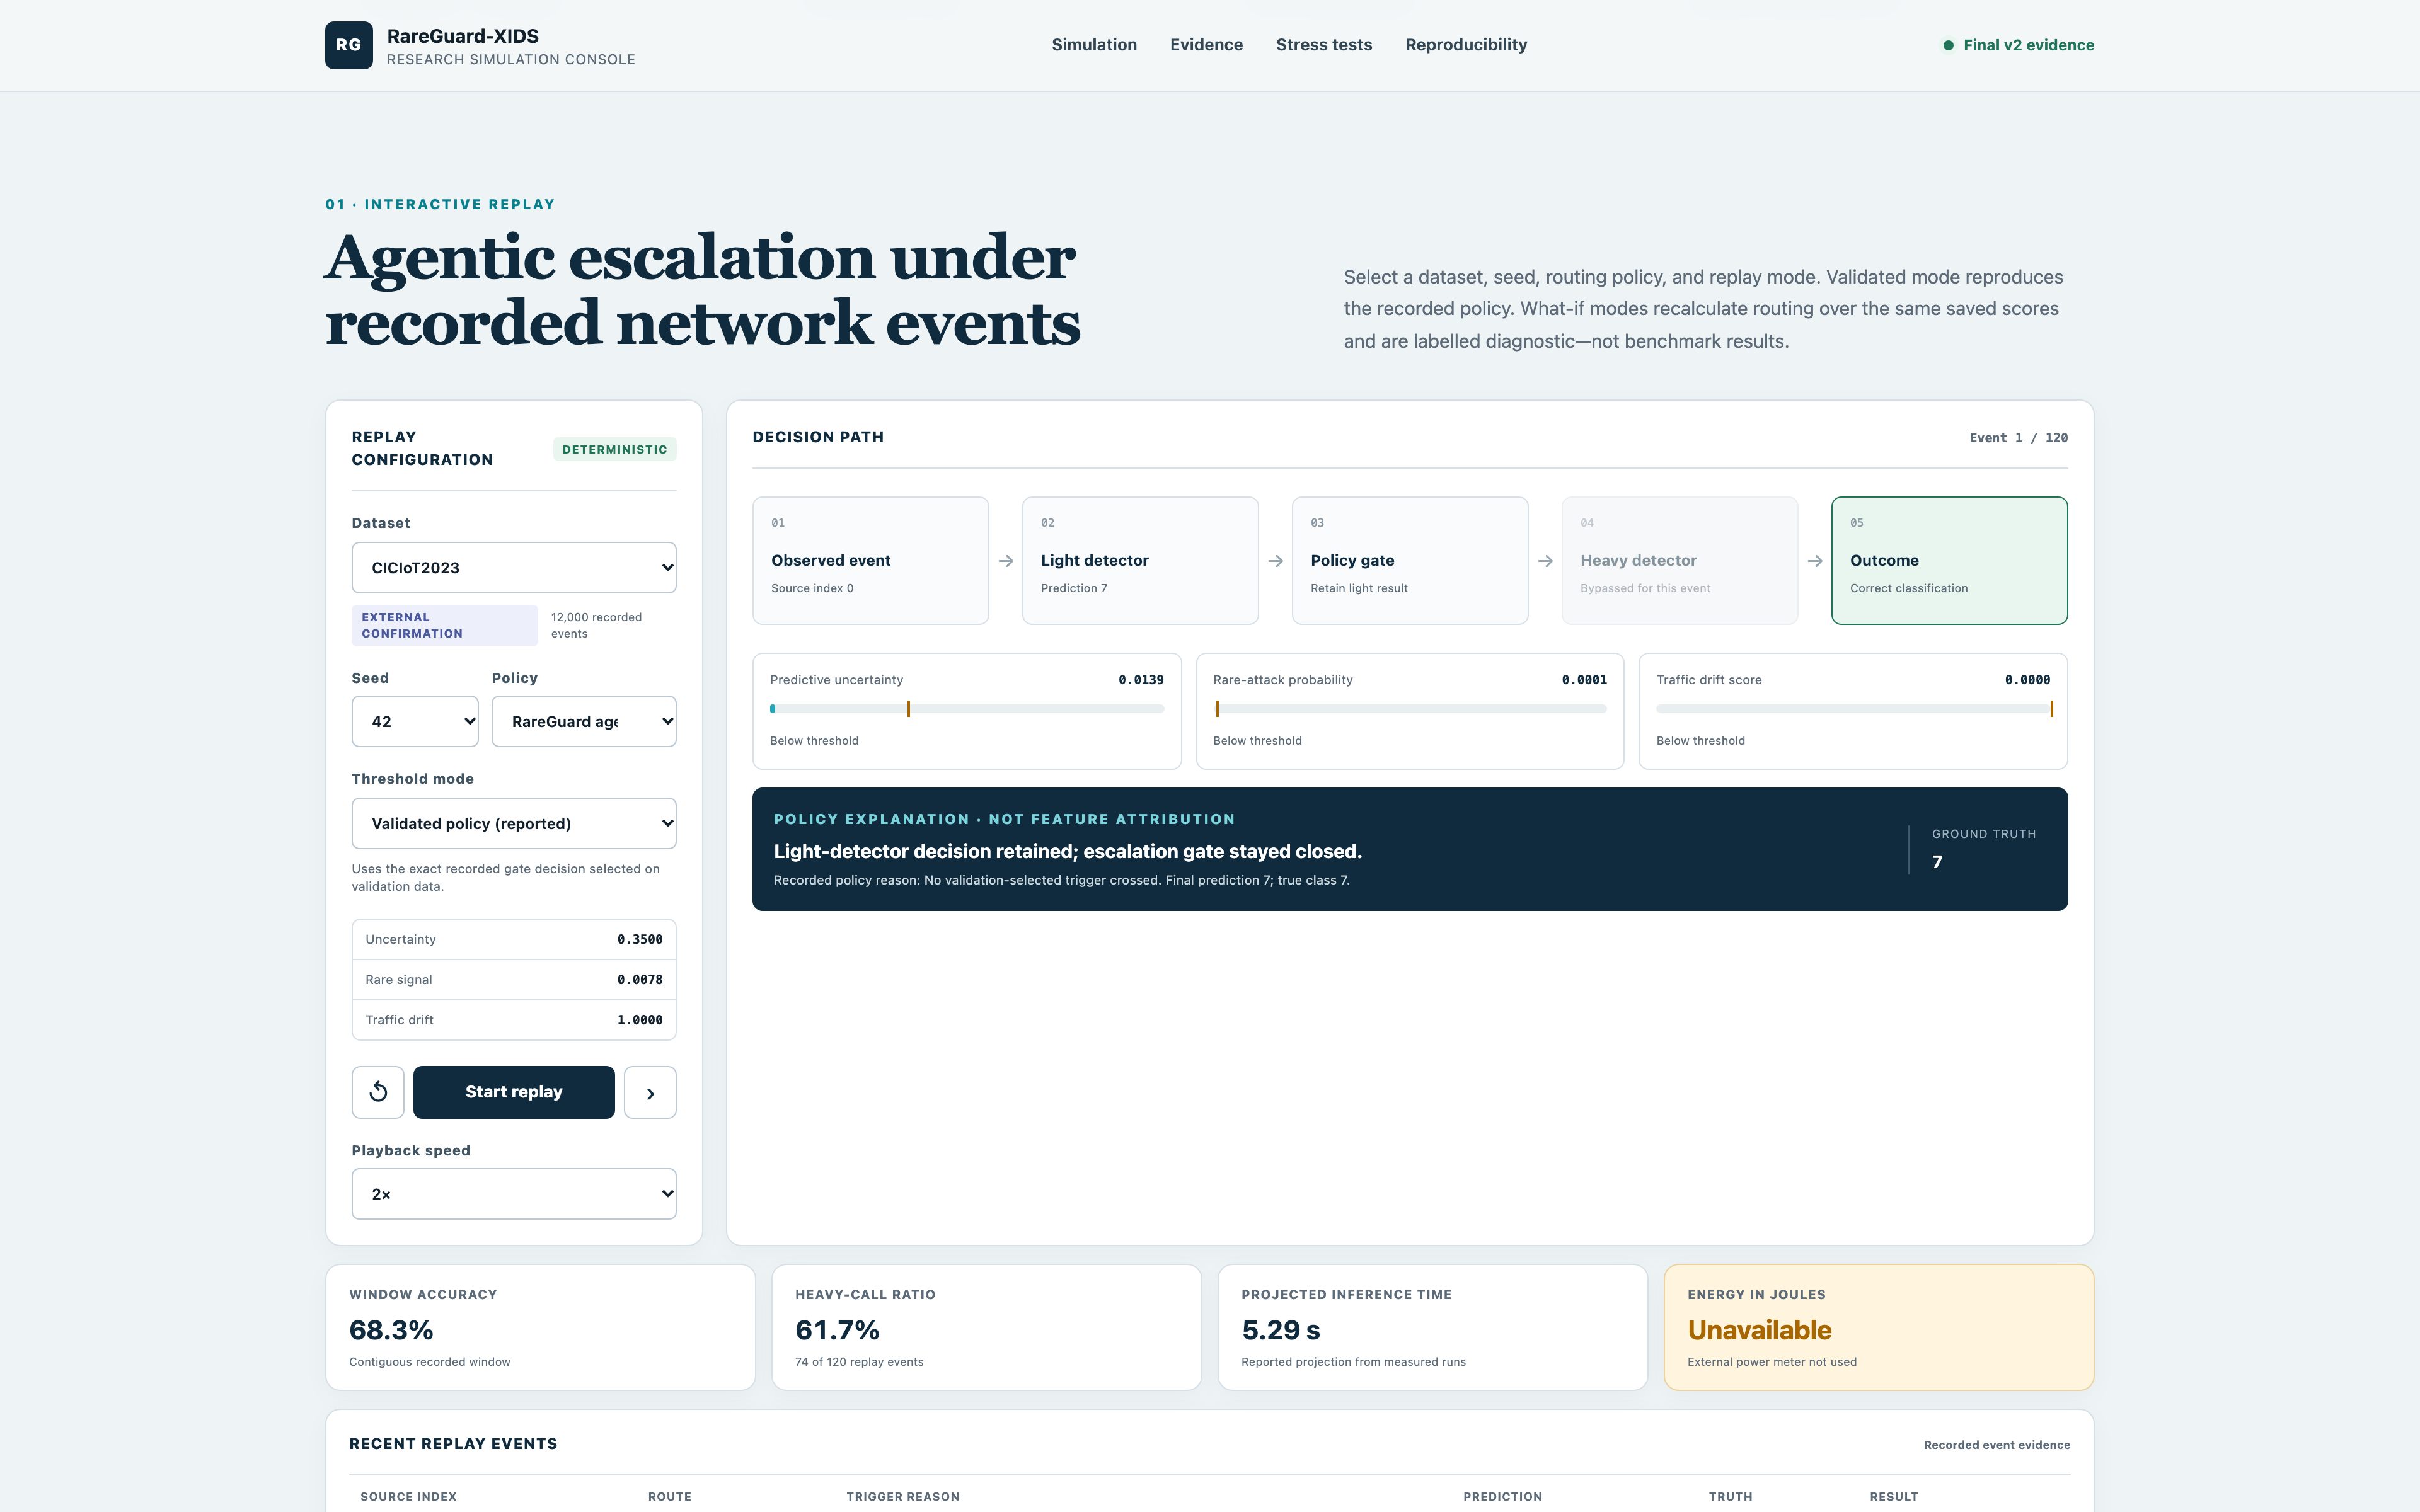 RG
RareGuard-XIDS
RESEARCH SIMULATION CONSOLE
Simulation
Evidence
Stress tests
Reproducibility
Final v2 evidence
01 · INTERACTIVE REPLAY
Agentic escalation under
recorded network events
Select a dataset, seed, routing policy, and replay mode. Validated mode reproduces
the recorded policy. What-if modes recalculate routing over the same saved scores
and are labelled diagnostic—not benchmark results.
REPLAY
CONFIGURATION
DETERMINISTIC
Dataset
CICIoT2023
EXTERNAL
CONFIRMATION
12,000 recorded
events
Seed
Policy
42
RareGuard age
Threshold mode
Validated policy (reported)
Uses the exact recorded gate decision selected on
validation data.
Uncertainty 0.3500
Rare signal 0.0078
Traffic drift 1.0000
Start replay
›
Playback speed
2×
DECISION PATH
Event 1 / 120
01
Observed event
Source index 0
→
02
Light detector
Prediction 7
→
03
Policy gate
Retain light result
→
04
Heavy detector
Bypassed for this event
→
05
Outcome
Correct classification
Predictive uncertainty 0.0139
Below threshold
Rare-attack probability 0.0001
Below threshold
Traffic drift score 0.0000
Below threshold
POLICY EXPLANATION · NOT FEATURE ATTRIBUTION
Light-detector decision retained; escalation gate stayed closed.
Recorded policy reason: No validation-selected trigger crossed. Final prediction 7; true class 7.
GROUND TRUTH
7
WINDOW ACCURACY
68.3%
Contiguous recorded window
HEAVY-CALL RATIO
61.7%
74 of 120 replay events
PROJECTED INFERENCE TIME
5.29 s
Reported projection from measured runs
ENERGY IN JOULES
Unavailable
External power meter not used
RECENT REPLAY EVENTS
Recorded event evidence
SOURCE INDEX ROUTE TRIGGER REASON PREDICTION TRUTH RESULT